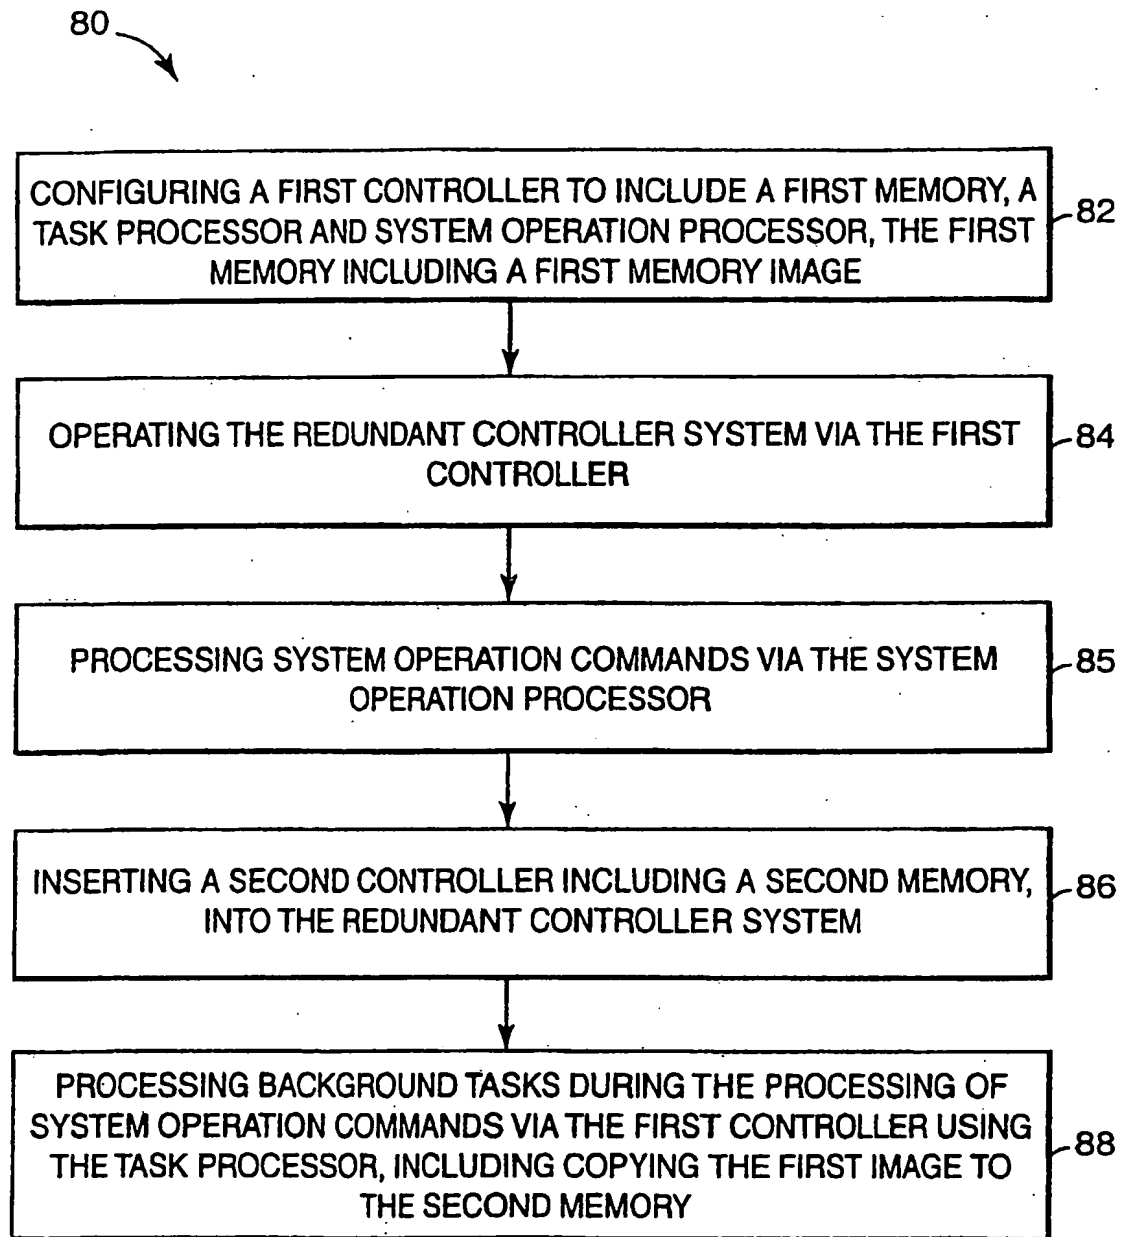 80
CONFIGURING A FIRST CONTROLLER TO INCLUDE A FIRST MEMORY, A
TASK PROCESSOR AND SYSTEM OPERATION PROCESSOR, THE FIRST
MEMORY INCLUDING A FIRST MEMORY IMAGE
82
OPERATING THE REDUNDANT CONTROLLER SYSTEM VIA THE FIRST
CONTROLLER
84
PROCESSING SYSTEM OPERATION COMMANDS VIA THE SYSTEM
OPERATION PROCESSOR
85
INSERTING A SECOND CONTROLLER INCLUDING A SECOND MEMORY,
INTO THE REDUNDANT CONTROLLER SYSTEM
86
PROCESSING BACKGROUND TASKS DURING THE PROCESSING OF
SYSTEM OPERATION COMMANDS VIA THE FIRST CONTROLLER USING
THE TASK PROCESSOR, INCLUDING COPYING THE FIRST IMAGE TO
THE SECOND MEMORY
88